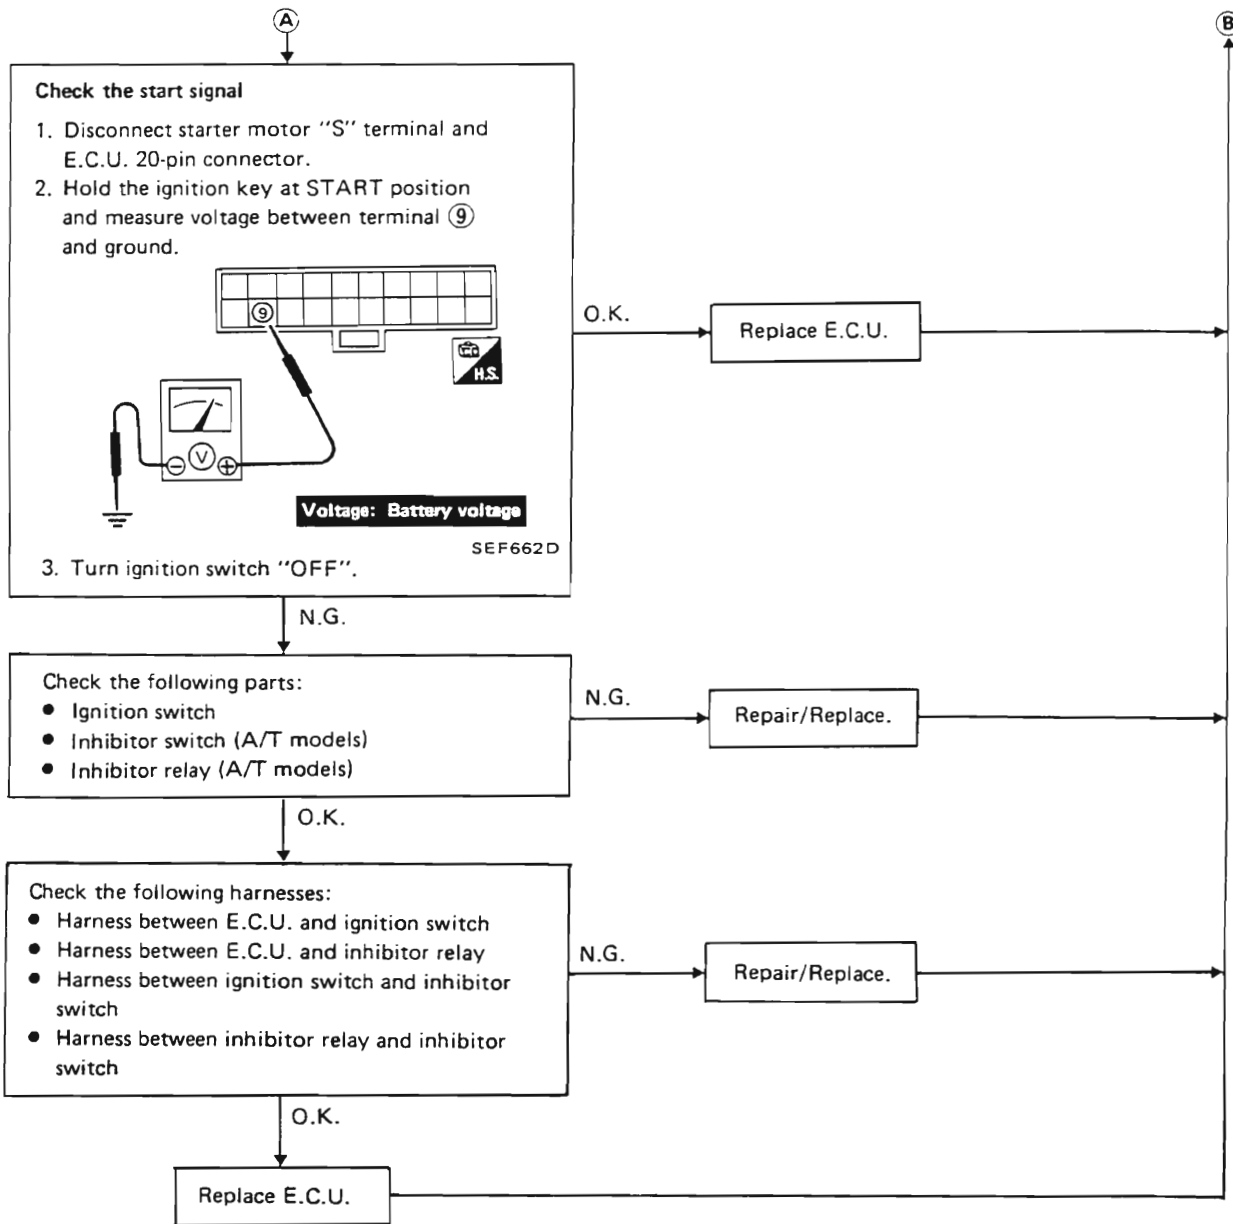 A
B
Check the start signal
1. Disconnect starter motor "S" terminal and
E.C.U. 20-pin connector.
2. Hold the ignition key at START position
and measure voltage between terminal ⑨
and ground.
9
H.S.
V
Voltage: Battery voltage
SEF662D
3. Turn ignition switch "OFF".
O.K.
Replace E.C.U.
N.G.
Check the following parts:
● Ignition switch
● Inhibitor switch (A/T models)
● Inhibitor relay (A/T models)
N.G.
Repair/Replace.
O.K.
Check the following harnesses:
● Harness between E.C.U. and ignition switch
● Harness between E.C.U. and inhibitor relay
● Harness between ignition switch and inhibitor
switch
● Harness between inhibitor relay and inhibitor
switch
N.G.
Repair/Replace.
O.K.
Replace E.C.U.